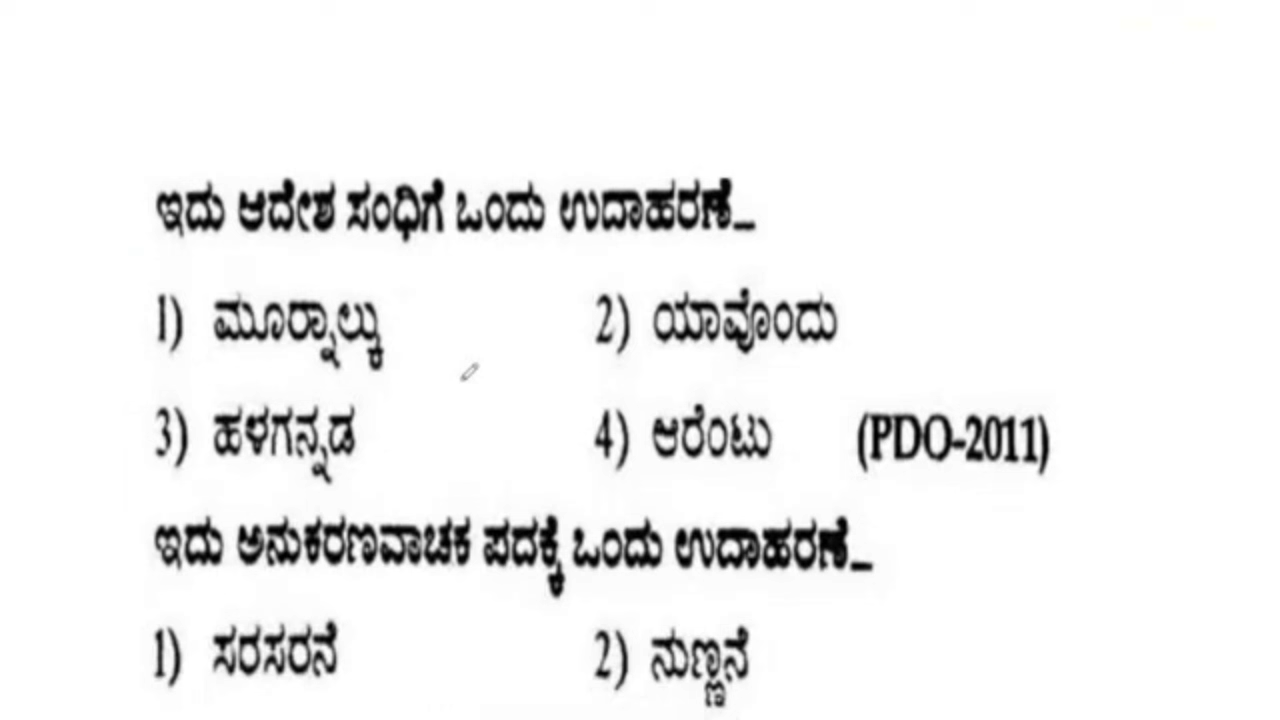 ಇದು ಆದೇಶ ಸಂಧಿಗೆ ಒಂದು ಉದಾಹರಣೆ_
1) ಮೂರ‍್ನಾಲ್ಕು 2) ಯಾವೊಂದು
3) ಹಳಗನ್ನಡ 4) ಆರೆಂಟು (PDO-2011)
ಇದು ಅನುಕರಣವಾಚಕ ಪದಕ್ಕೆ ಒಂದು ಉದಾಹರಣೆ_
1) ಸರಸರನೆ 2) ನುಣ್ಣನೆ